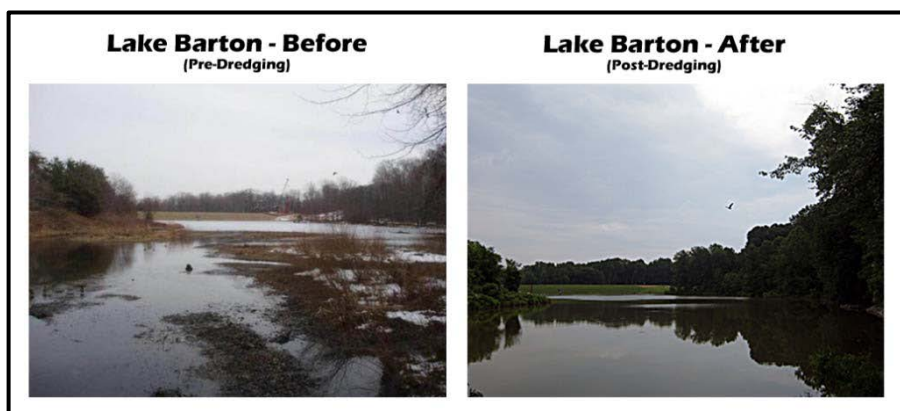 Lake Barton - Before
(Pre-Dredging)
Lake Barton - After
(Post-Dredging)